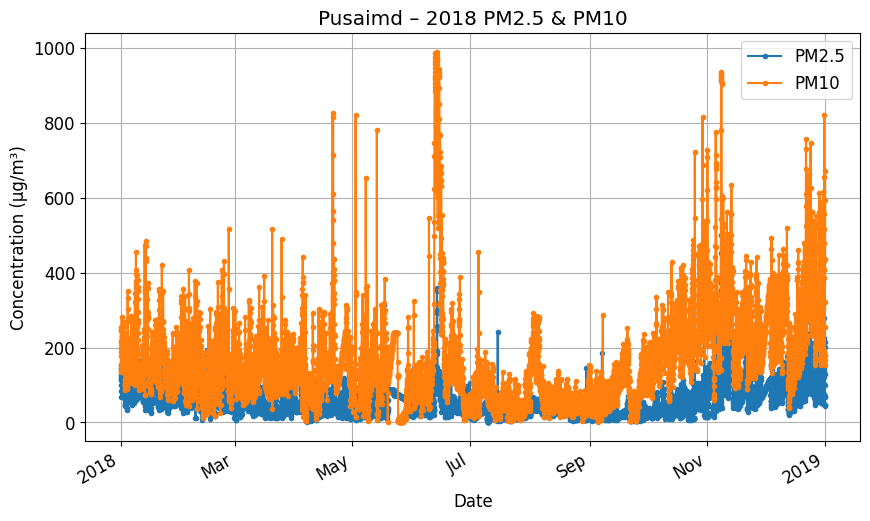 Pusaimd – 2018 PM2.5 & PM10
Concentration (µg/m³)
1000
800
600
400
200
0
PM2.5
PM10
2018
Mar
May
Jul
Sep
Nov
2019
Date